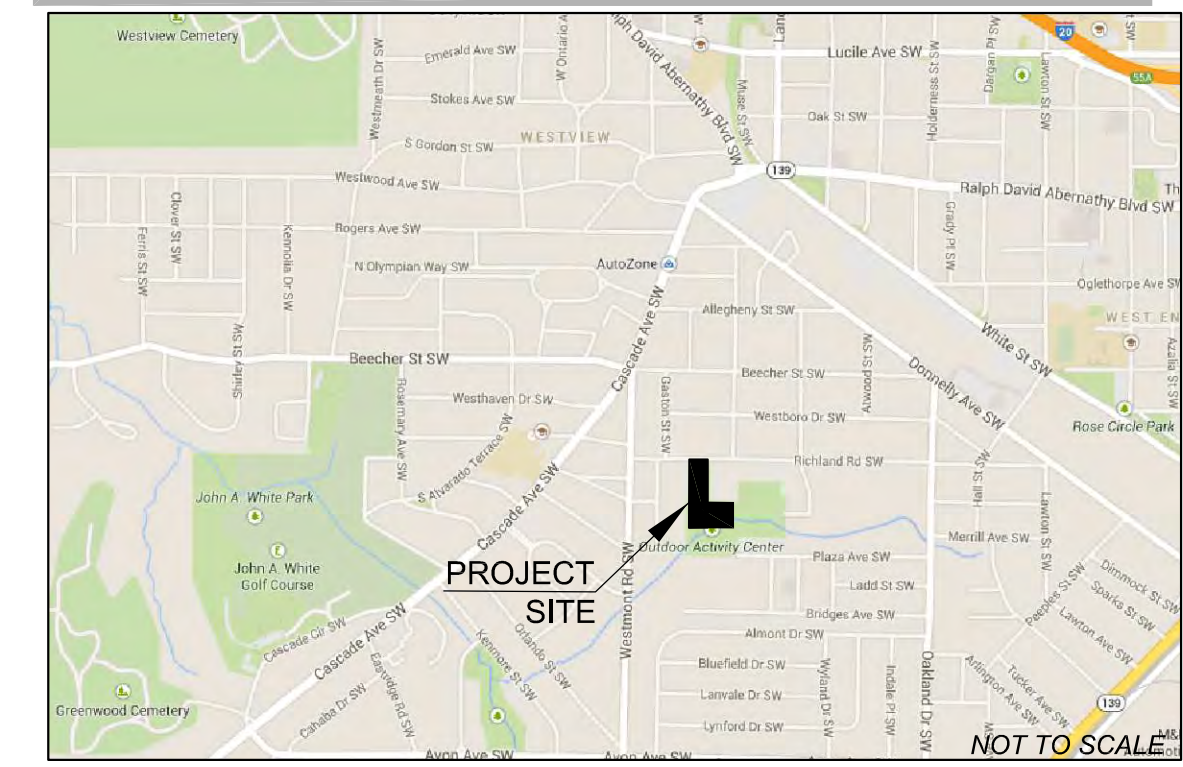 Westview Cemetery
Westmeath Dr SW
Emerald Ave SW
W Ontario A
Ralph David Abernathy Blvd SW
Muse St SW
Lucile Ave SW
Holderness St SW
Dargan Pl SW
20
Lawton St SW
55A
Stokes Ave SW
Oak St SW
S Gordon St SW
WESTVIEW
139
Westwood Ave SW
Ralph David Abernathy Blvd SW
Th
Clover St SW
Ferris St SW
Kennolia Dr SW
Rogers Ave SW
Grady Pl SW
N Olympian Way SW
AutoZone
Oglethorpe Ave SW
Allegheny St SW
WEST EN
White St SW
Azalia St SW
Shirley St SW
Beecher St SW
Cascade Ave SW
Beecher St SW
Atwood St SW
Donnelly Ave SW
Rosemary Ave SW
Westhaven Dr SW
Gaston St SW
Westboro Dr SW
Rose Circle Park
S Alvarado Terrace SW
Richland Rd SW
Hall St SW
Lawton St SW
John A. White Park
Cascade Ave SW
Outdoor Activity Center
Merrill Ave SW
Plaza Ave SW
John A. White
Golf Course
PROJECT
SITE
Westmont Rd SW
Ladd St SW
Dimmock St SW
Sparks St SW
Peeples St SW
Lawton Ave SW
Bridges Ave SW
Almont Dr SW
Cascade Cir SW
Cascade Ave SW
Kenmore St SW
Orlando St SW
Eastridge Rd SW
Bluefield Dr SW
Weyland Dr SW
Indale Pl SW
Oakland Dr SW
Arlington Ave SW
Tucker Ave SW
139
Greenwood Cemetery
Cahaba Dr SW
Lanvale Dr SW
Lynford Dr SW
Avon Ave SW
Avon Ave SW
NOT TO SCALE